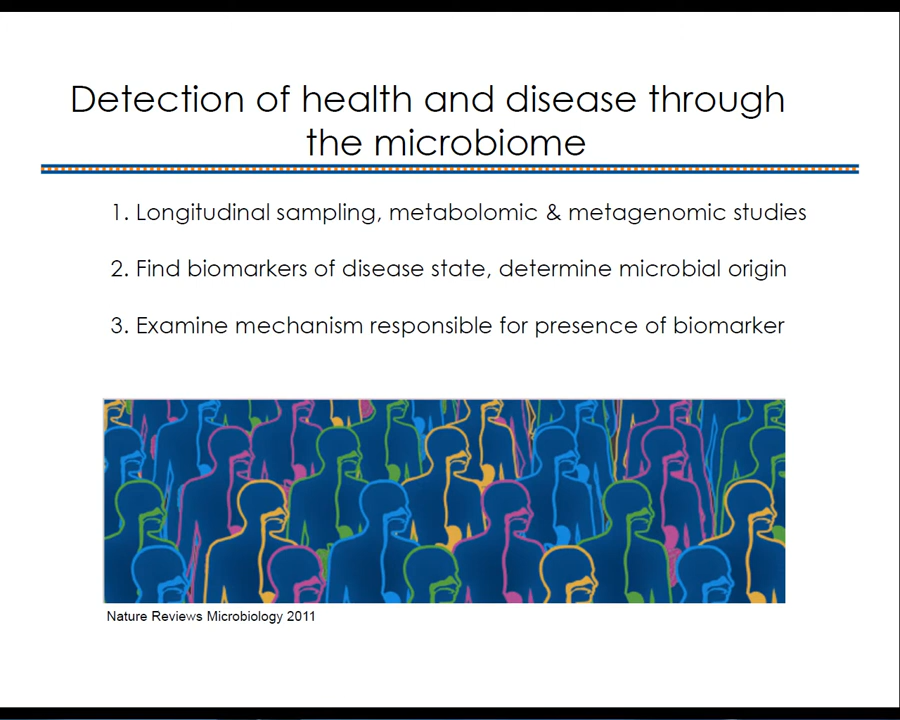 Detection of health and disease through
the microbiome
1. Longitudinal sampling, metabolomic & metagenomic studies
2. Find biomarkers of disease state, determine microbial origin
3. Examine mechanism responsible for presence of biomarker
Nature Reviews Microbiology 2011